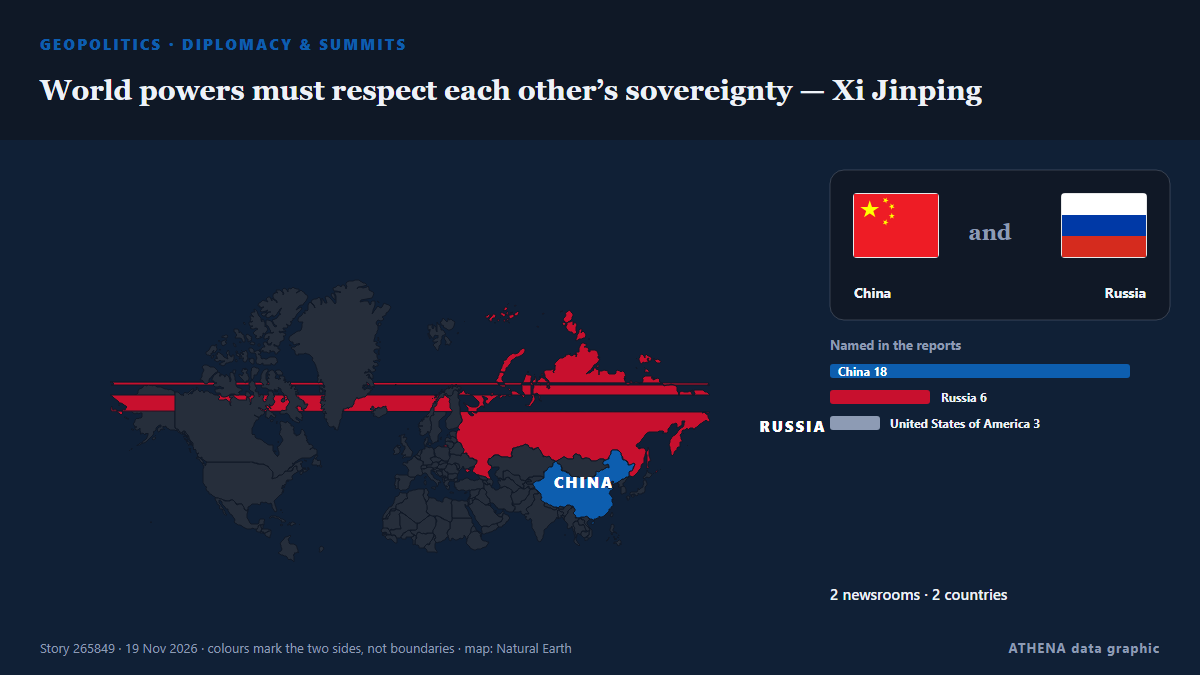 GEOPOLITICS · DIPLOMACY & SUMMITS
World powers must respect each other’s sovereignty — Xi Jinping
and
China
Russia
Named in the reports
China 18
Russia 6
United States of America 3
RUSSIA
CHINA
2 newsrooms · 2 countries
Story 265849 · 19 Nov 2026 · colours mark the two sides, not boundaries · map: Natural Earth
ATHENA data graphic